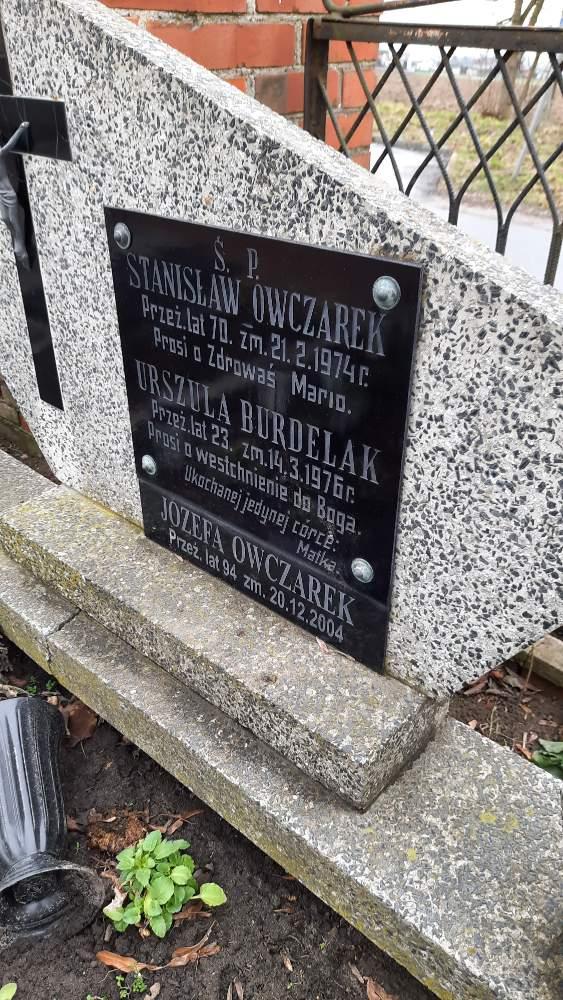 Ś. P.
STANISŁAW OWCZAREK
Przeż. lat 70. zm. 21. 2. 1974 r.
Prosi o Zdrowaś Mario.
URSZULA BURDELAK
Przeż. lat 23. zm. 14. 3. 1976 r.
Prosi o westchnienie do Boga.
Ukochanej jedynej córce.
Matka.
JÓZEFA OWCZAREK
Przeż. lat 94 zm. 20.12.2004